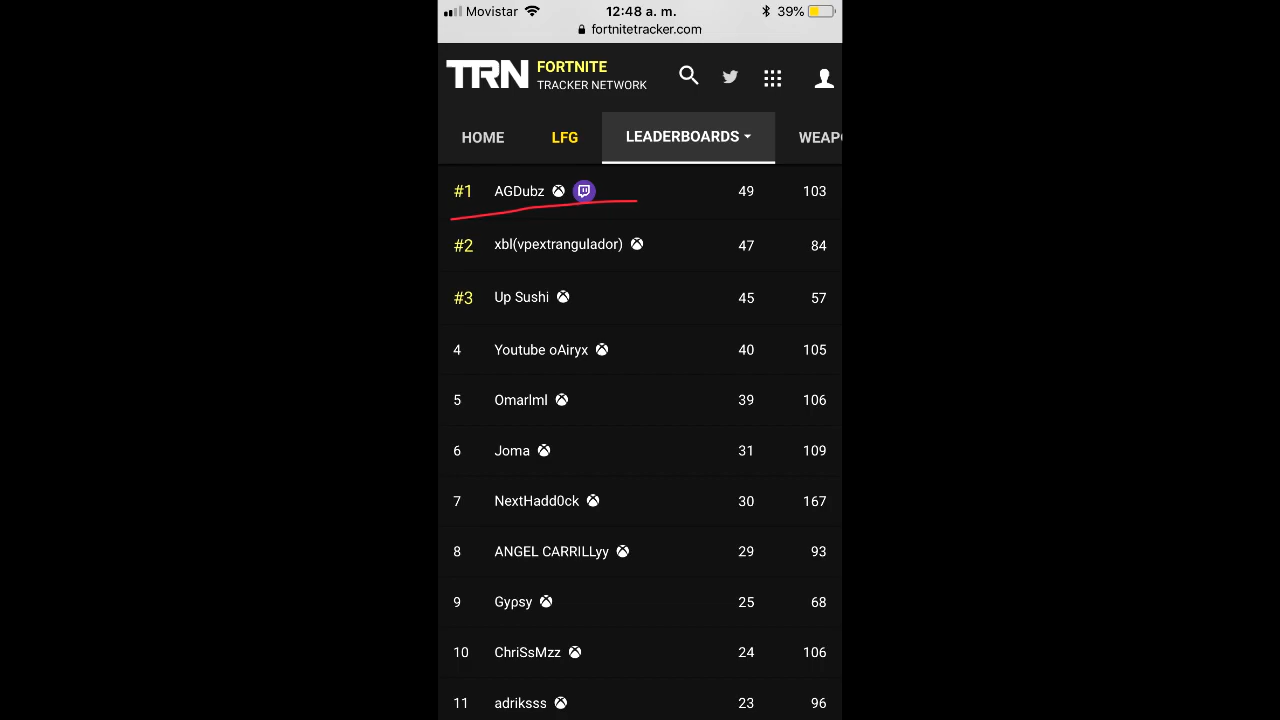 Movistar 12:48 a. m. 39%
fortnitetracker.com
TRN FORTNITE
TRACKER NETWORK
HOME LFG LEADERBOARDS WEAPO
#1 AGDubz 49 103
#2 xbl(vpextrangulador) 47 84
#3 Up Sushi 45 57
4 Youtube oAiryx 40 105
5 Omarlml 39 106
6 Joma 31 109
7 NextHadd0ck 30 167
8 ANGEL CARRILLyy 29 93
9 Gypsy 25 68
10 ChriSsMzz 24 106
11 adriksss 23 96